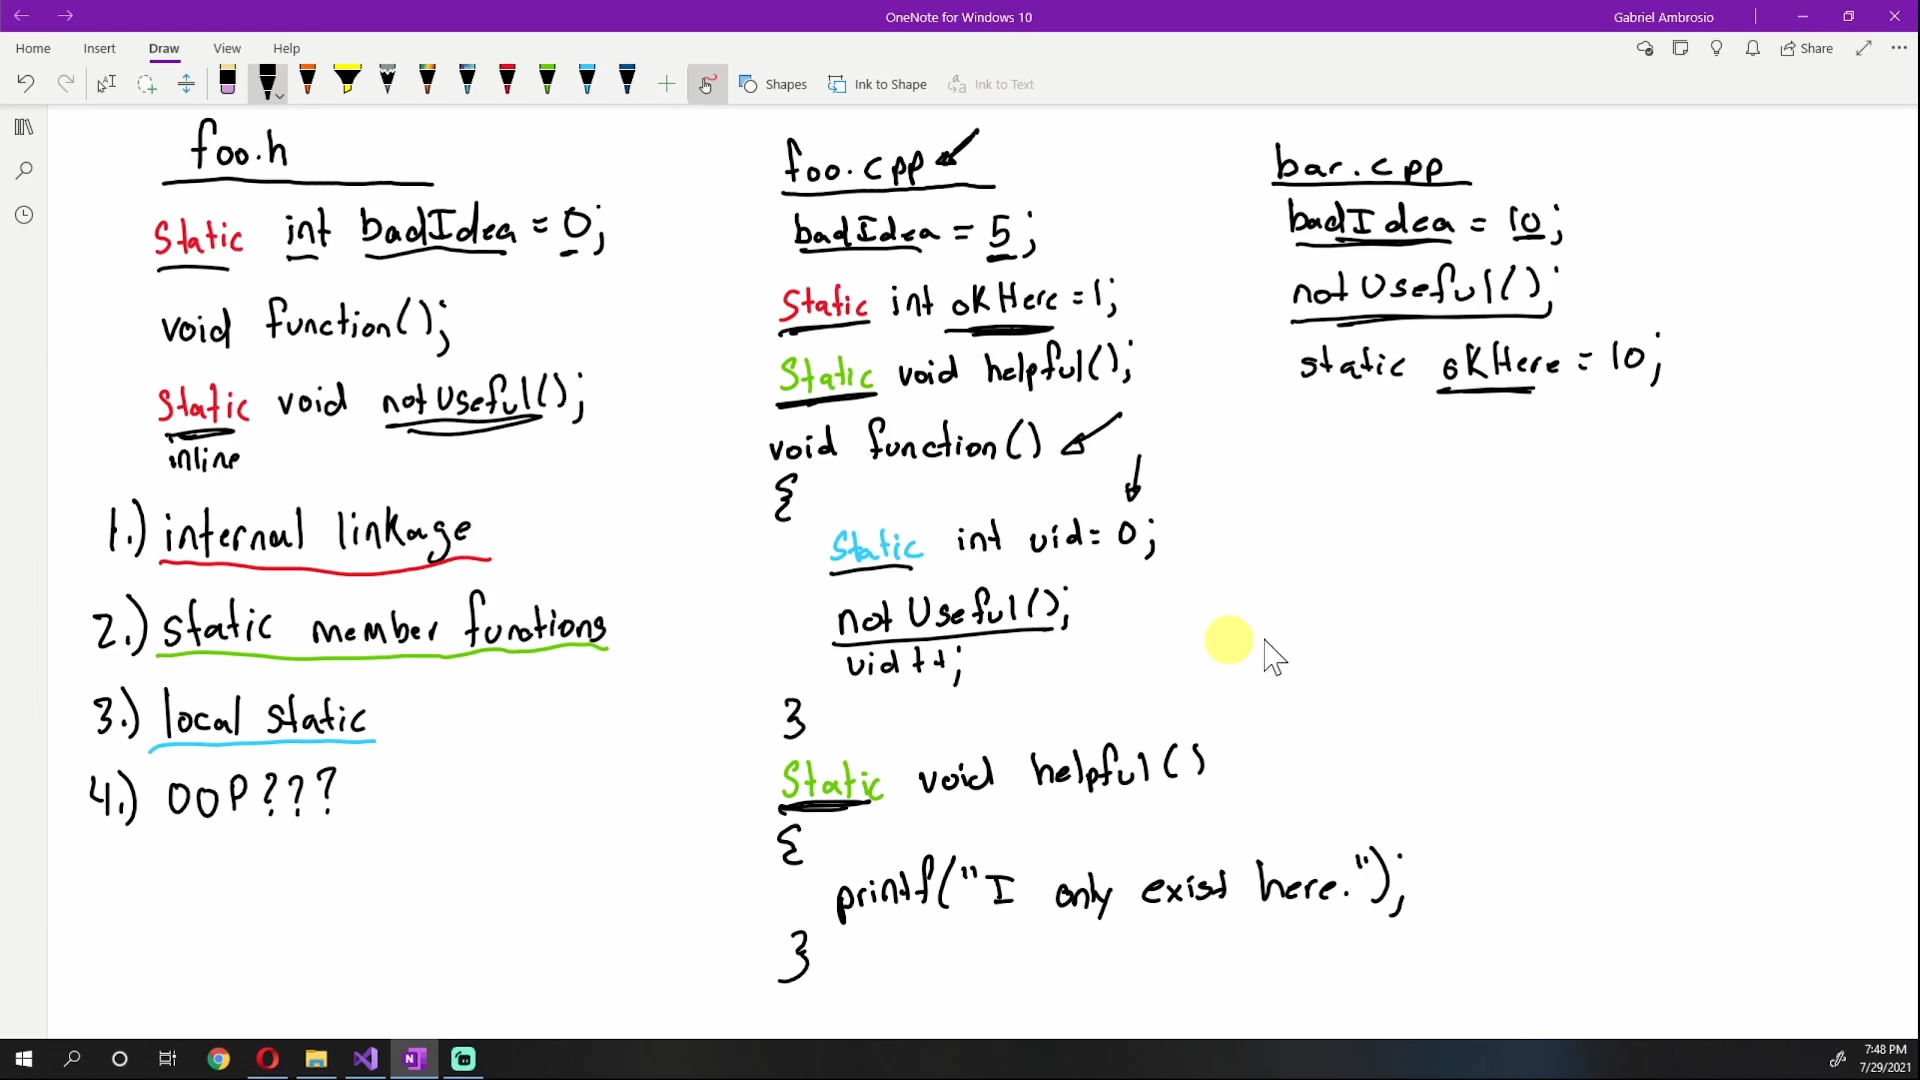 OneNote for Windows 10
Gabriel Ambrosio
Home Insert Draw View Help
Share
Shapes
Ink to Shape
Ink to Text
foo.h
Static int badIdea = 0;
void function();
Static void notUseful();
inline
1.) internal linkage
2.) static member functions
3.) local static
4.) OOP???
foo.cpp
badIdea = 5;
Static int okHere = 1;
Static void helpful();
void function()
{
Static int uid = 0;
notUseful();
uid++;
}
Static void helpful()
{
printf("I only exist here.");
}
bar.cpp
badIdea = 10;
notUseful();
static okHere = 10;
7:48 PM
7/29/2021